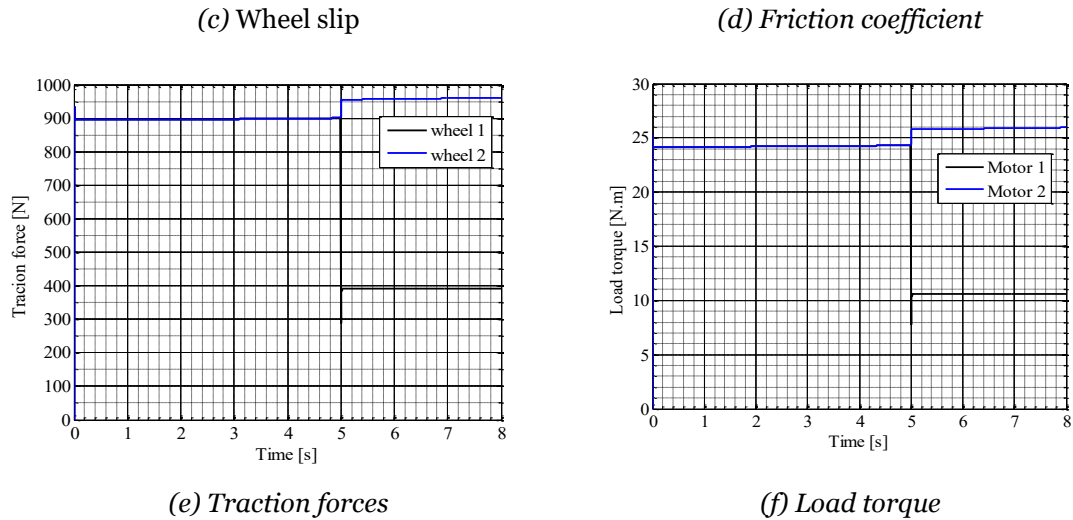 (c) Wheel slip
(d) Friction coefficient
1000
900
800
700
600
500
400
300
200
100
0
Tracion force [N]
wheel 1
wheel 2
0 1 2 3 4 5 6 7 8
Time [s]
30
25
20
15
10
5
0
Load torque [N.m]
Motor 1
Motor 2
0 1 2 3 4 5 6 7 8
Time [s]
(e) Traction forces
(f) Load torque